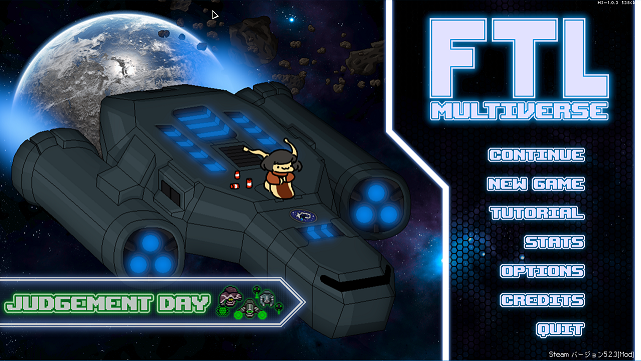 FTL
MULTIVERSE
CONTINUE
NEW GAME
TUTORIAL
STATS
OPTIONS
CREDITS
QUIT
JUDGEMENT DAY
Steam バージョン5.2.3[Mod]